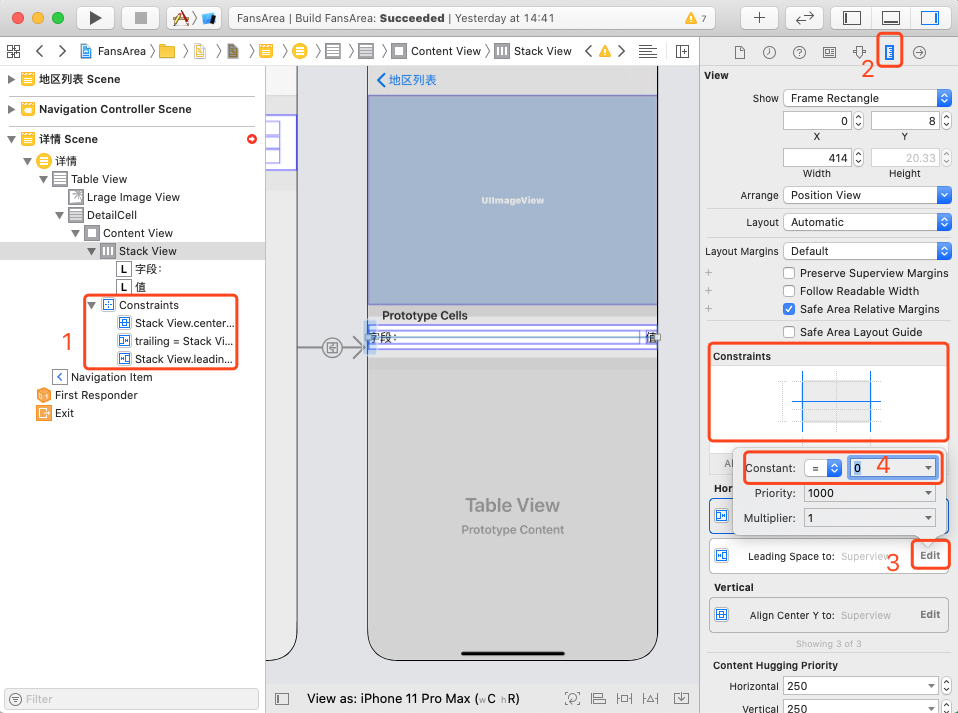 FansArea | Build FansArea: Succeeded | Yesterday at 14:41
7
FansArea
Content View
Stack View
2
地区列表 Scene
Navigation Controller Scene
详情 Scene
详情
Table View
Lrage Image View
DetailCell
Content View
Stack View
L 字段：
L 值
Constraints
Stack View.center...
trailing = Stack Vi...
Stack View.leadin...
1
Navigation Item
First Responder
Exit
Filter
地区列表
UIImageView
Prototype Cells
字段：
值
Table View
Prototype Content
View as: iPhone 11 Pro Max (wC hR)
View
Show Frame Rectangle
0 8
X Y
414 20.33
Width Height
Arrange Position View
Layout Automatic
Layout Margins Default
Preserve Superview Margins
Follow Readable Width
Safe Area Relative Margins
Safe Area Layout Guide
Constraints
Constant: = 0 4
Priority: 1000
Multiplier: 1
Leading Space to: Superview Edit
3
Vertical
Align Center Y to: Superview Edit
Showing 3 of 3
Content Hugging Priority
Horizontal 250
Vertical 250